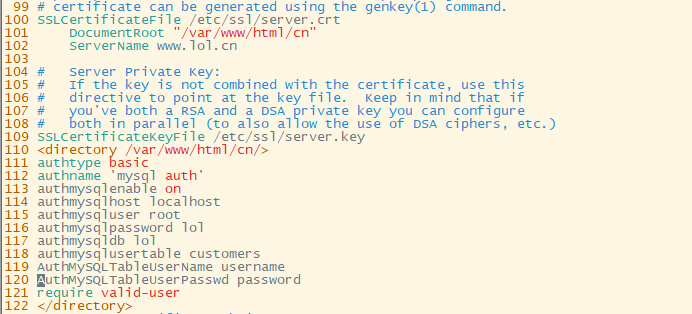 99 # certificate can be generated using the genkey(1) command.
100 SSLCertificateFile /etc/ssl/server.crt
101     DocumentRoot "/var/www/html/cn"
102     ServerName www.lol.cn
103
104 #   Server Private Key:
105 #   If the key is not combined with the certificate, use this
106 #   directive to point at the key file.  Keep in mind that if
107 #   you've both a RSA and a DSA private key you can configure
108 #   both in parallel (to also allow the use of DSA ciphers, etc.)
109 SSLCertificateKeyFile /etc/ssl/server.key
110 <directory /var/www/html/cn/>
111 authtype basic
112 authname 'mysql auth'
113 authmysqlenable on
114 authmysqlhost localhost
115 authmysqluser root
116 authmysqlpassword lol
117 authmysqldb lol
118 authmysqlusertable customers
119 AuthMySQLTableUserName username
120 AuthMySQLTableUserPasswd password
121 require valid-user
122 </directory>